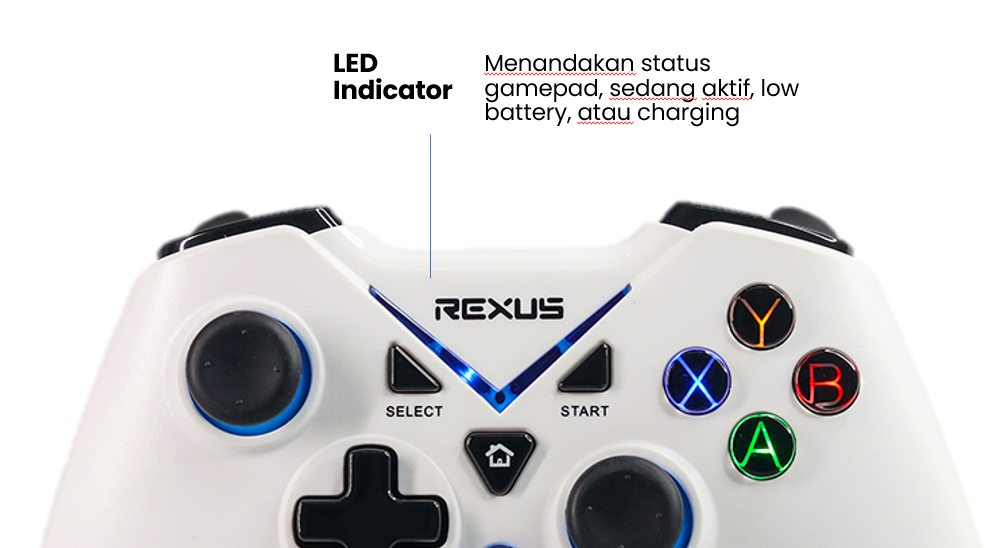 LED
Indicator
Menandakan status
gamepad, sedang aktif, low
battery, atau charging
REXUS
SELECT
START
Y
X
B
A